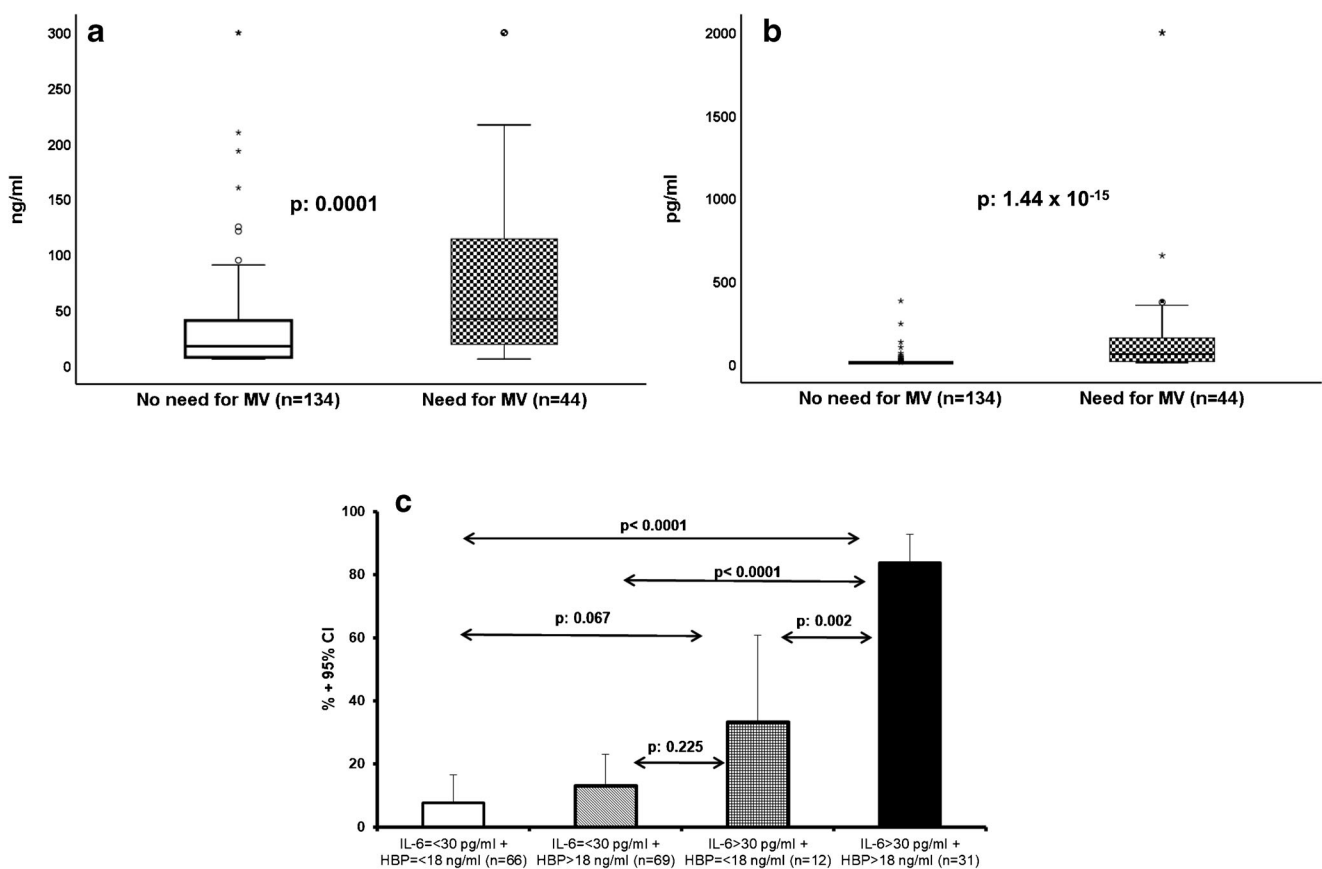 a
300
250
200
150
100
50
0
ng/ml
p: 0.0001
No need for MV (n=134)
Need for MV (n=44)
b
2000
1500
1000
500
0
pg/ml
p: 1.44 x 10⁻¹⁵
No need for MV (n=134)
Need for MV (n=44)
c
100
80
60
40
20
0
% + 95% CI
p< 0.0001
p< 0.0001
p: 0.067
p: 0.002
p: 0.225
IL-6=<30 pg/ml +
HBP=<18 ng/ml (n=66)
IL-6=<30 pg/ml +
HBP>18 ng/ml (n=69)
IL-6>30 pg/ml +
HBP=<18 ng/ml (n=12)
IL-6>30 pg/ml +
HBP>18 ng/ml (n=31)